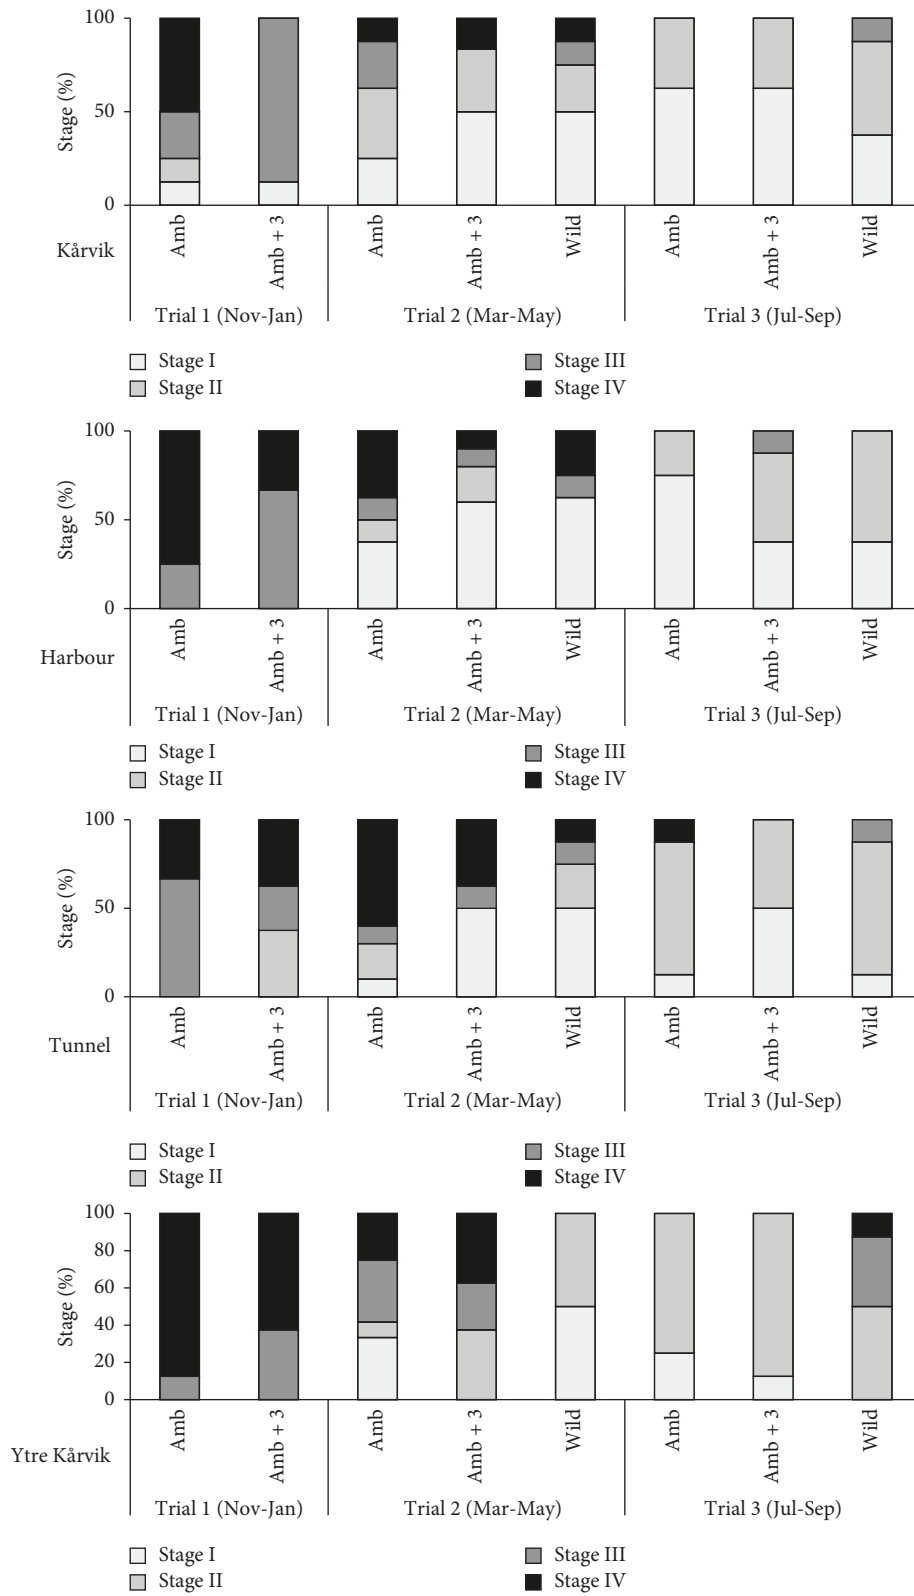 100
50
0
Stage (%)
Amb
Amb + 3
Amb
Amb + 3
Wild
Amb
Amb + 3
Wild
Kårvik
Trial 1 (Nov-Jan) Trial 2 (Mar-May) Trial 3 (Jul-Sep)
Stage I Stage III
Stage II Stage IV
100
50
0
Stage (%)
Amb
Amb + 3
Amb
Amb + 3
Wild
Amb
Amb + 3
Wild
Harbour
Trial 1 (Nov-Jan) Trial 2 (Mar-May) Trial 3 (Jul-Sep)
Stage I Stage III
Stage II Stage IV
100
50
0
Stage (%)
Amb
Amb + 3
Amb
Amb + 3
Wild
Amb
Amb + 3
Wild
Tunnel
Trial 1 (Nov-Jan) Trial 2 (Mar-May) Trial 3 (Jul-Sep)
Stage I Stage III
Stage II Stage IV
100
80
60
40
20
0
Stage (%)
Amb
Amb + 3
Amb
Amb + 3
Wild
Amb
Amb + 3
Wild
Ytre Kårvik
Trial 1 (Nov-Jan) Trial 2 (Mar-May) Trial 3 (Jul-Sep)
Stage I Stage III
Stage II Stage IV